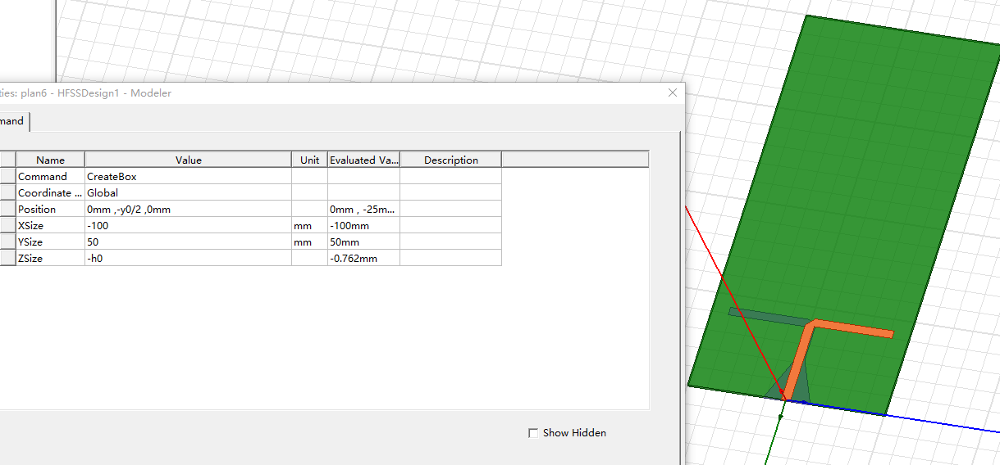 ties: plan6 - HFSSDesign1 - Modeler
mand
Name Value Unit Evaluated Va... Description
Command CreateBox
Coordinate ... Global
Position 0mm ,-y0/2 ,0mm 0mm , -25m...
XSize -100 mm -100mm
YSize 50 mm 50mm
ZSize -h0 -0.762mm
Show Hidden